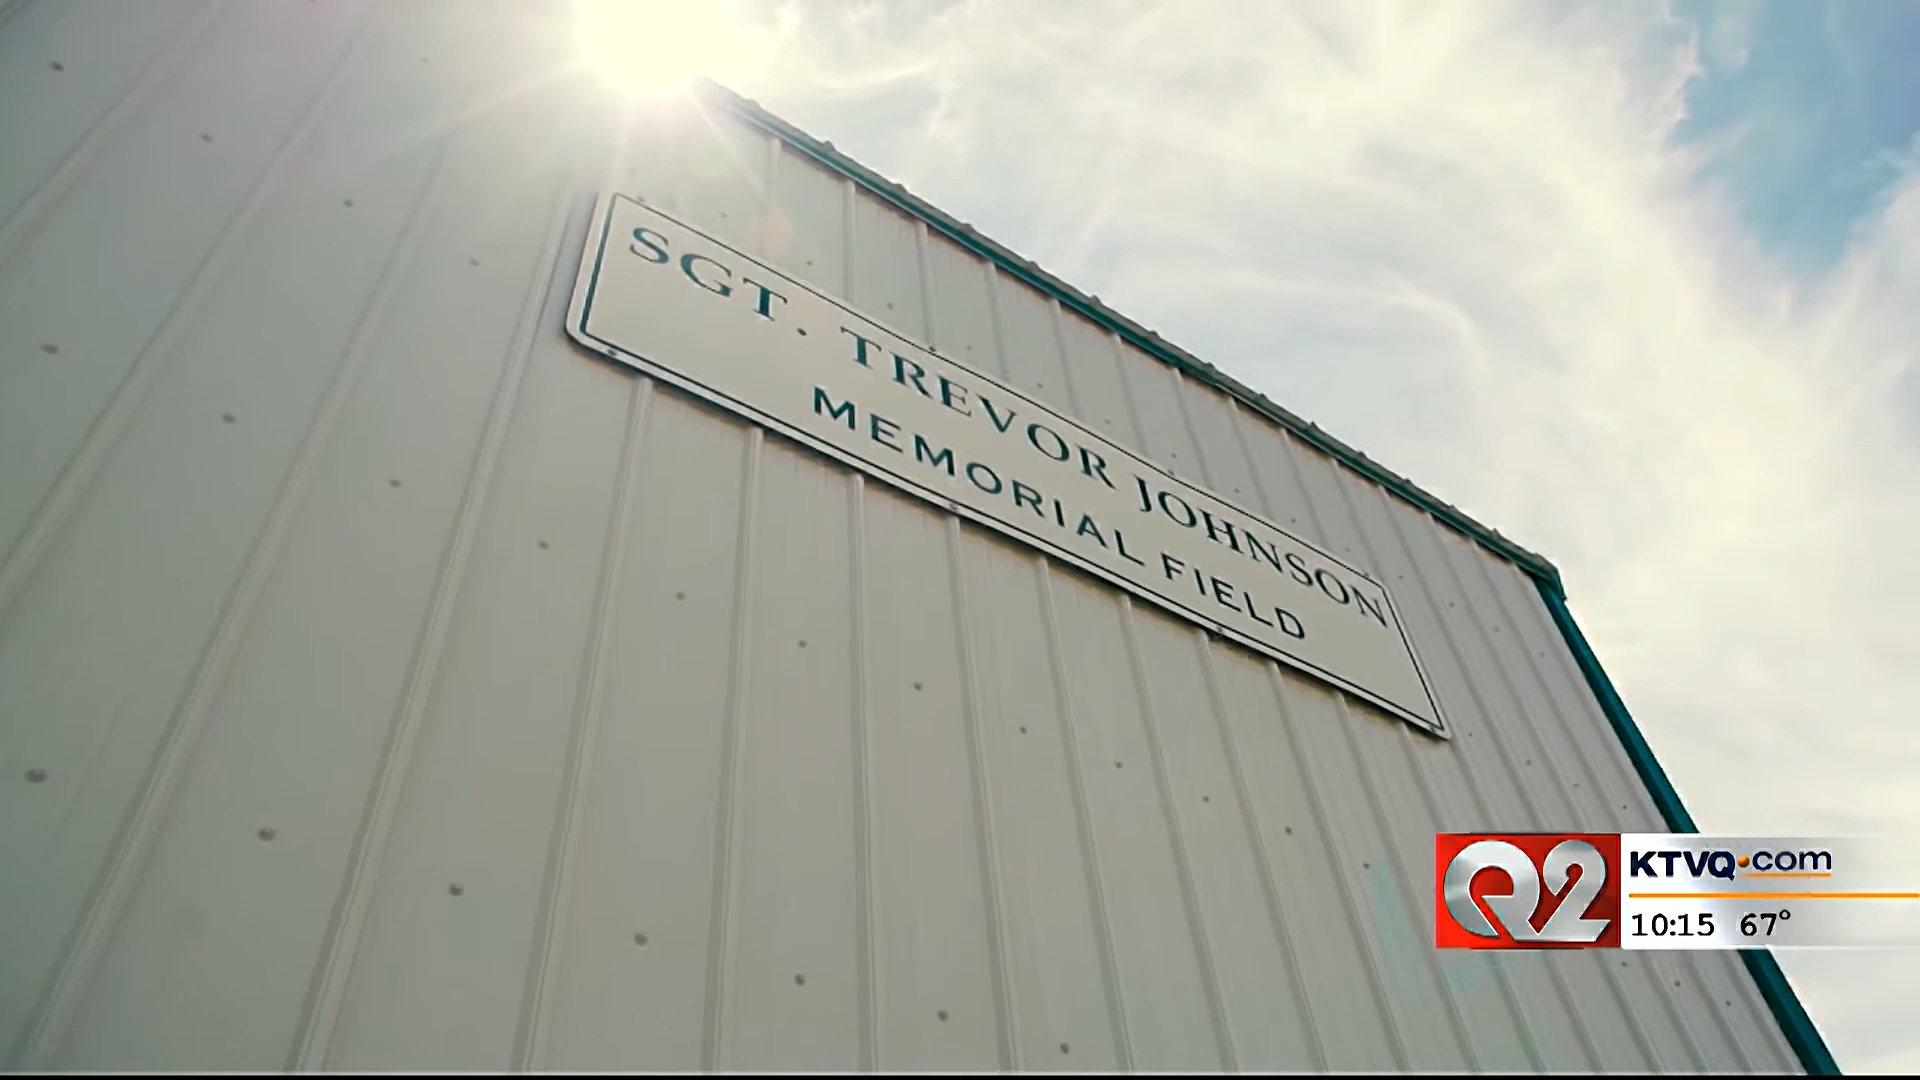 SGT. TREVOR JOHNSON
MEMORIAL FIELD
Q2
KTVQ.com
10:15 67°